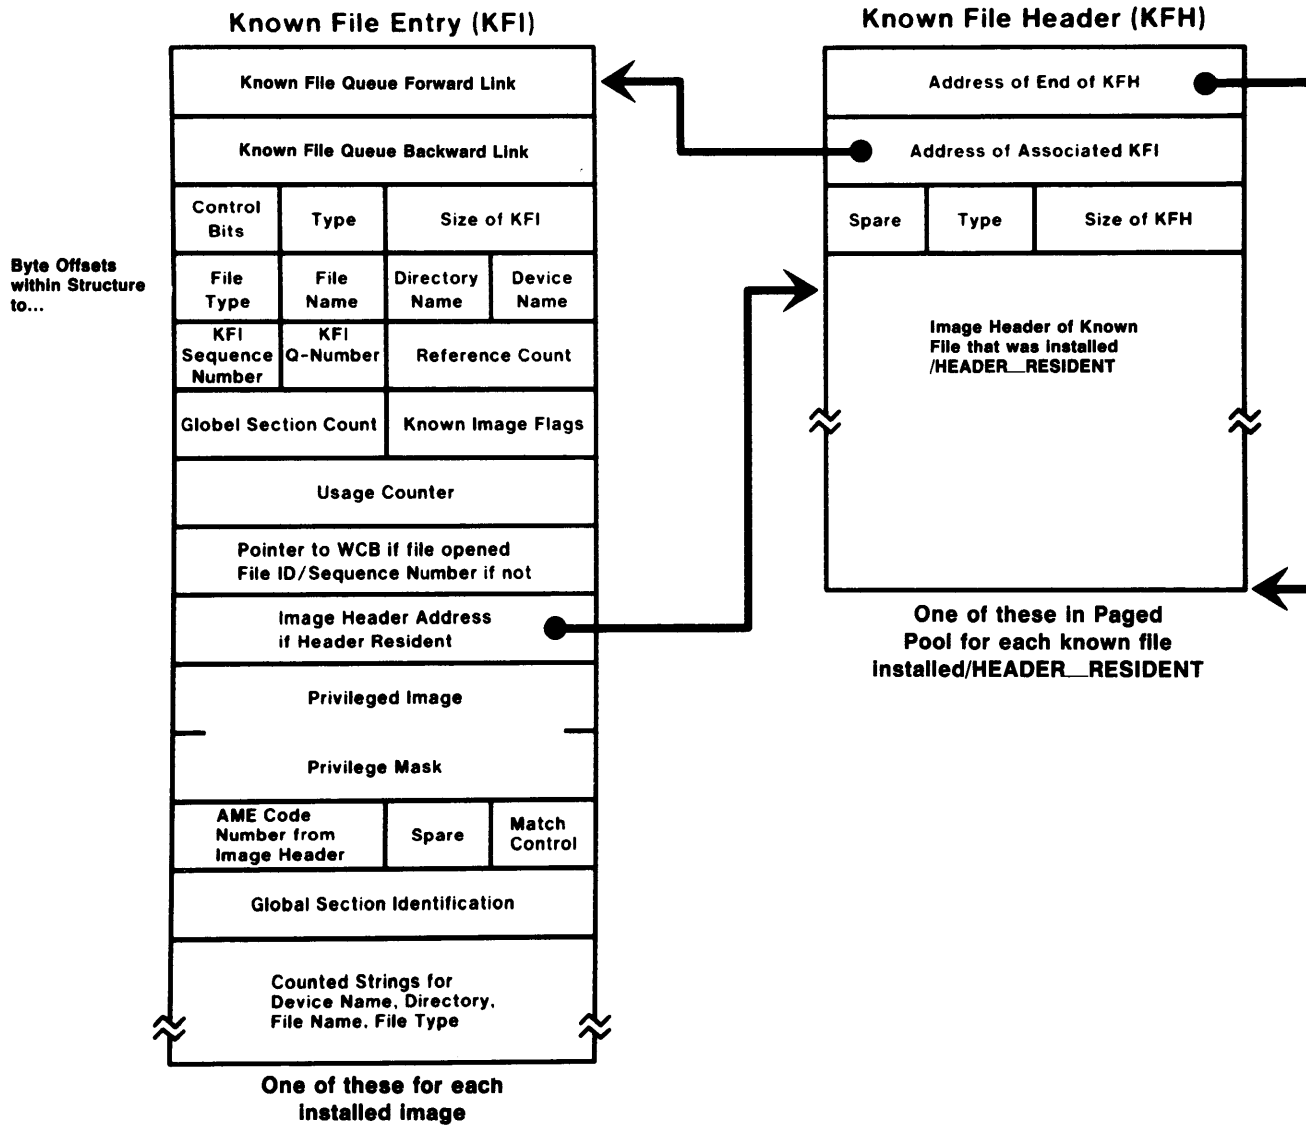 Known File Entry (KFI)
Known File Queue Forward Link
Known File Queue Backward Link
Control
Bits
Type
Size of KFI
Byte Offsets
within Structure
to...
File
Type
File
Name
Directory
Name
Device
Name
KFI
Sequence
Number
KFI
Q-Number
Reference Count
Globel Section Count
Known Image Flags
Usage Counter
Pointer to WCB if file opened
File ID/Sequence Number if not
Image Header Address
if Header Resident
Privileged Image
Privilege Mask
AME Code
Number from
Image Header
Spare
Match
Control
Global Section Identification
Counted Strings for
Device Name, Directory,
File Name, File Type
One of these for each
installed image
Known File Header (KFH)
Address of End of KFH
Address of Associated KFI
Spare
Type
Size of KFH
Image Header of Known
File that was installed
/HEADER_RESIDENT
One of these in Paged
Pool for each known file
installed/HEADER_RESIDENT